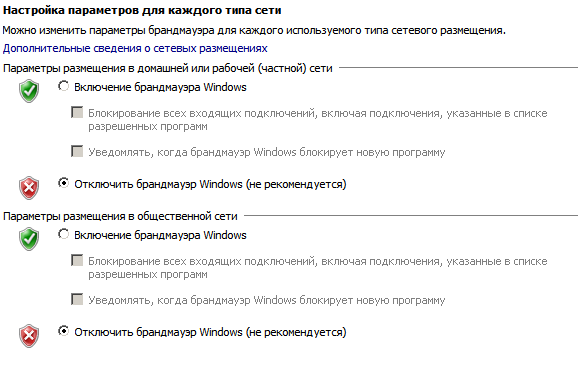 Настройка параметров для каждого типа сети
Можно изменить параметры брандмауэра для каждого используемого типа сетевого размещения.
Дополнительные сведения о сетевых размещениях
Параметры размещения в домашней или рабочей (частной) сети
Включение брандмауэра Windows
Блокирование всех входящих подключений, включая подключения, указанные в списке
разрешенных программ
Уведомлять, когда брандмауэр Windows блокирует новую программу
Отключить брандмауэр Windows (не рекомендуется)
Параметры размещения в общественной сети
Включение брандмауэра Windows
Блокирование всех входящих подключений, включая подключения, указанные в списке
разрешенных программ
Уведомлять, когда брандмауэр Windows блокирует новую программу
Отключить брандмауэр Windows (не рекомендуется)